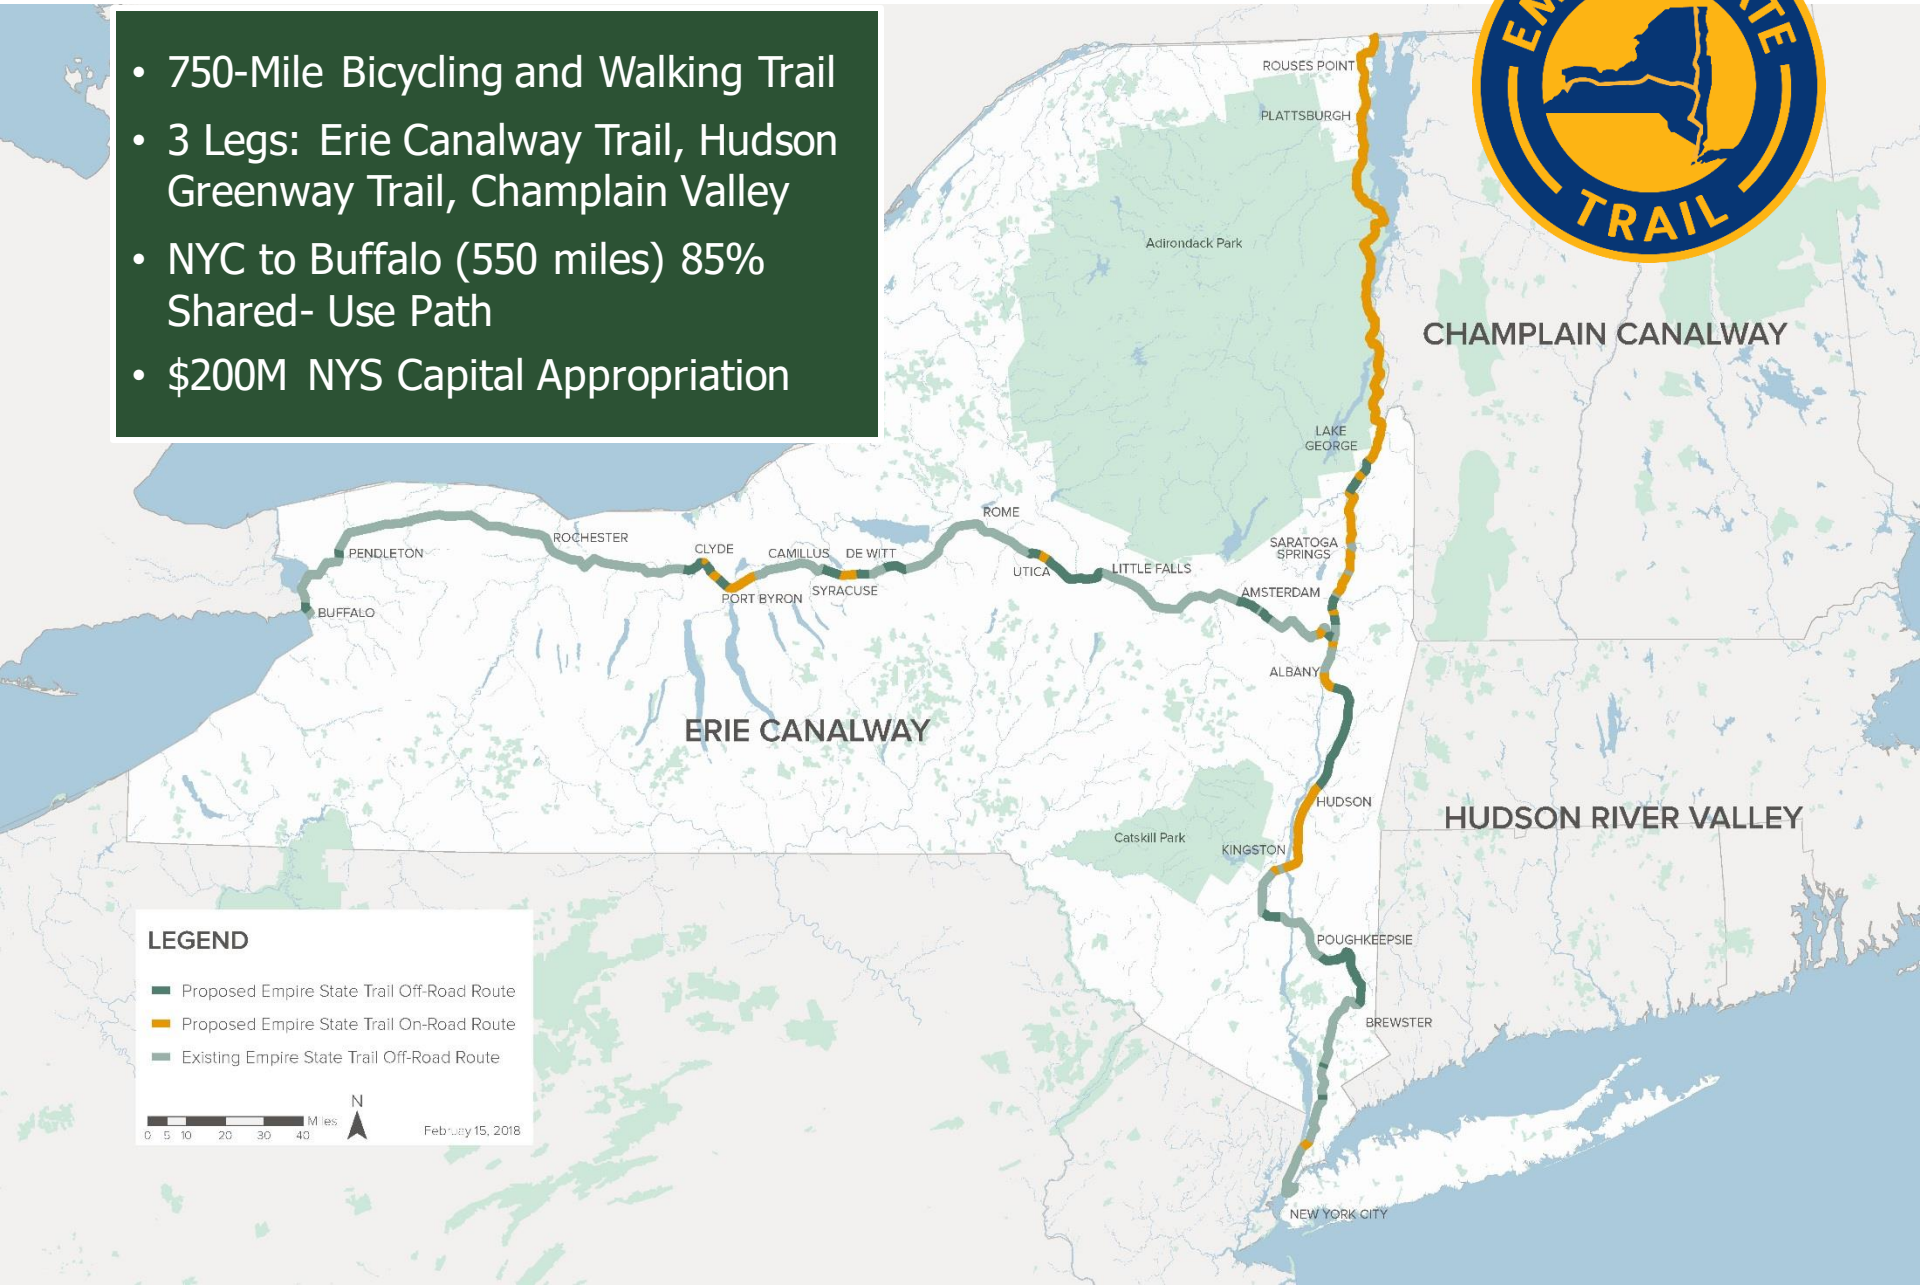 • 750-Mile Bicycling and Walking Trail
• 3 Legs: Erie Canalway Trail, Hudson
Greenway Trail, Champlain Valley
• NYC to Buffalo (550 miles) 85%
Shared- Use Path
• $200M NYS Capital Appropriation
TRAIL
ROUSES POINT
PLATTSBURGH
Adirondack Park
CHAMPLAIN CANALWAY
LAKE
GEORGE
ROME
ROCHESTER
SARATOGA
SPRINGS
PENDLETON
CLYDE
CAMILLUS
DE WITT
UTICA
LITTLE FALLS
AMSTERDAM
PORT BYRON
SYRACUSE
BUFFALO
ALBANY
ERIE CANALWAY
HUDSON
HUDSON RIVER VALLEY
Catskill Park
KINGSTON
POUGHKEEPSIE
BREWSTER
NEW YORK CITY
LEGEND
Proposed Empire State Trail Off-Road Route
Proposed Empire State Trail On-Road Route
Existing Empire State Trail Off-Road Route
N
Miles
0 5 10 20 30 40
February 15, 2018